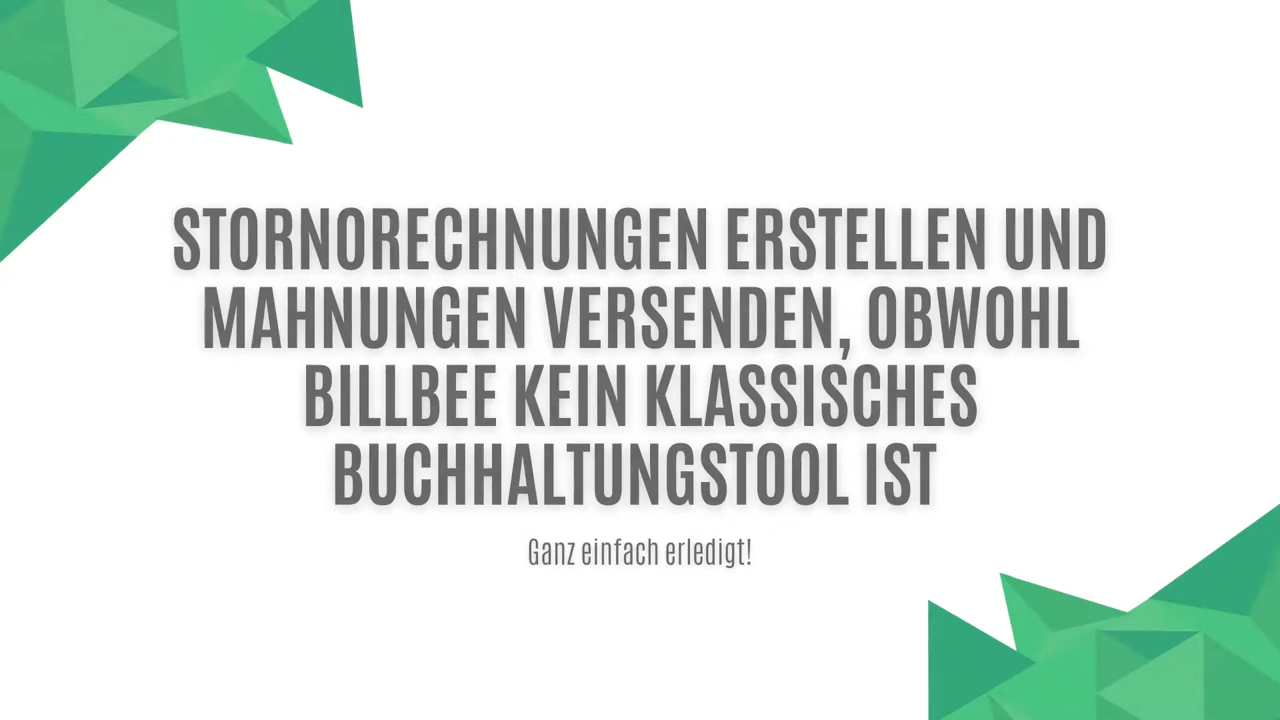 STORNORECHNUNGEN ERSTELLEN UND
MAHNUNGEN VERSENDEN, OBWOHL
BILLBEE KEIN KLASSISCHES
BUCHHALTUNGSTOOL IST
Ganz einfach erledigt!